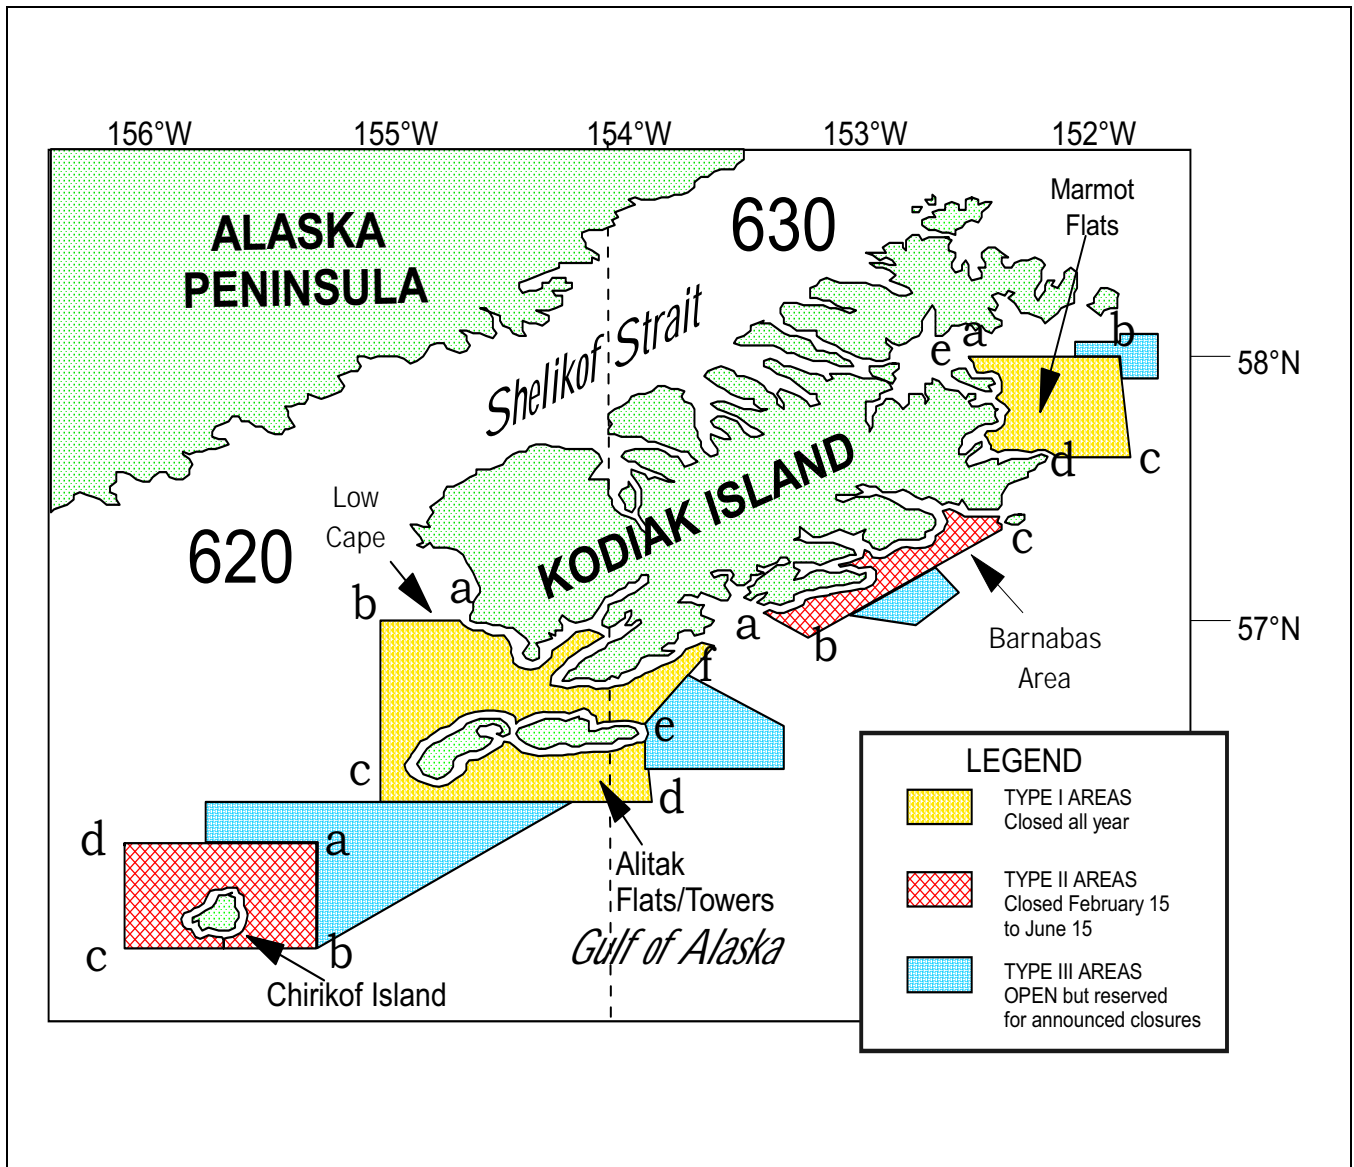 156°W 155°W 154°W 153°W 152°W
Marmot
Flats
630
ALASKA
PENINSULA
Shelikof Strait
b
a
e
58°N
d
c
KODIAK ISLAND
Low
Cape
620
c
a
b
a
57°N
b
Barnabas
Area
f
e
c
d
LEGEND
TYPE I AREAS
Closed all year
TYPE II AREAS
Closed February 15
to June 15
TYPE III AREAS
OPEN but reserved
for announced closures
d
a
Alitak
Flats/Towers
Gulf of Alaska
c
b
Chirikof Island